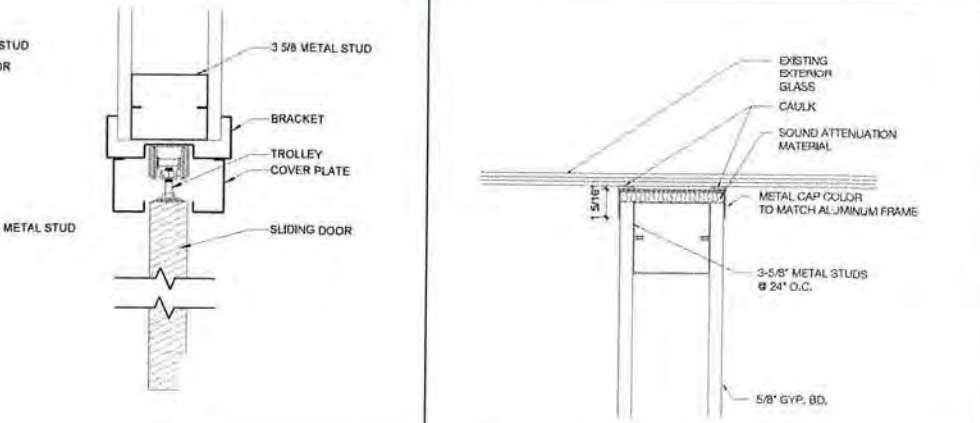 STUD
OR
METAL STUD
3 5/8 METAL STUD
BRACKET
TROLLEY
COVER PLATE
SLIDING DOOR
EXISTING
EXTERIOR
GLASS
CAULK
SOUND ATTENUATION
MATERIAL
1 5/16"
METAL CAP COLOR
TO MATCH ALUMINUM FRAME
3-5/8" METAL STUDS
@ 24" O.C.
5/8" GYP. BD.